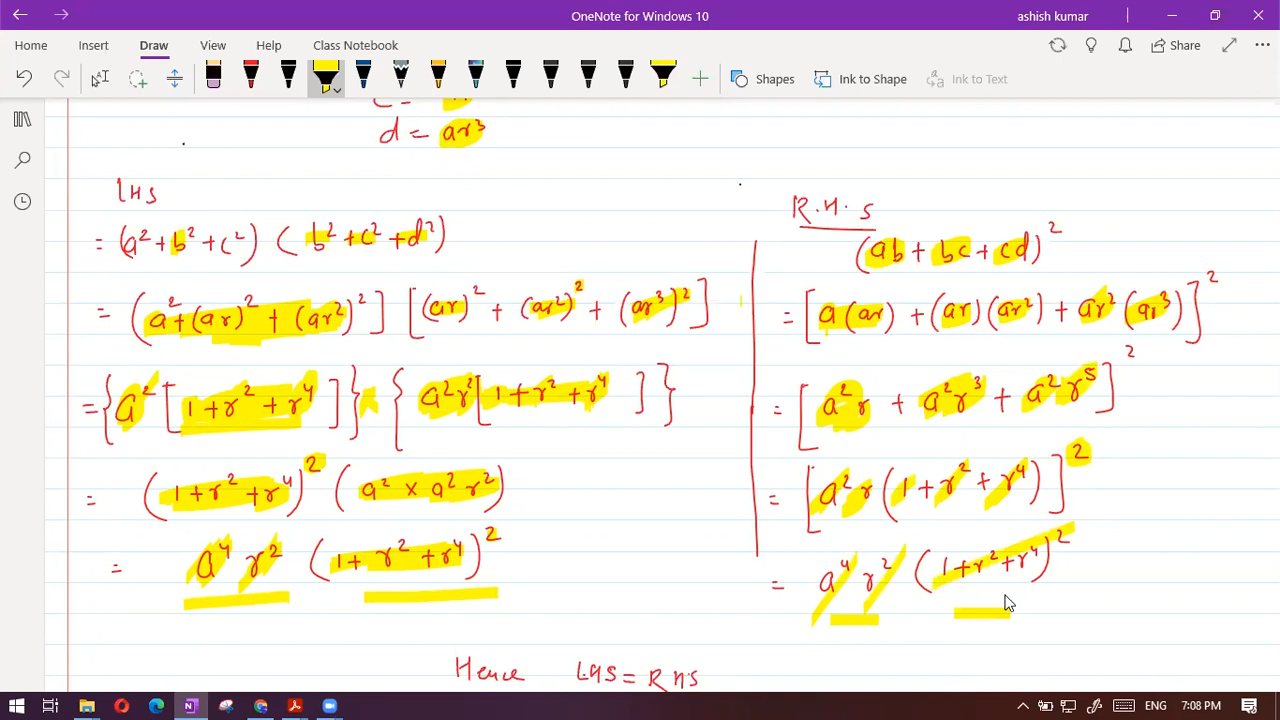 OneNote for Windows 10
ashish kumar
Home Insert Draw View Help Class Notebook
Share
Shapes
Ink to Shape
Ink to Text
d = ar³
LHS
= (a² + b² + c²) ( b² + c² + d²)
= (a² + (ar)² + (ar²)²] [(ar)² + (ar²)² + (ar³)²]
= {a² [1 + r² + r⁴]} × {a²r² [1 + r² + r⁴]}
= (1 + r² + r⁴)² (a² × a² r²)
= a⁴ r² (1 + r² + r⁴)²
R.H.S
(ab + bc + cd)²
= [a(ar) + (ar)(ar²) + ar²(ar³)]²
= [a²r + a²r³ + a²r⁵]²
= [a²r (1 + r² + r⁴)]²
= a⁴ r² (1 + r² + r⁴)²
Hence LHS = RHS
ENG 7:08 PM